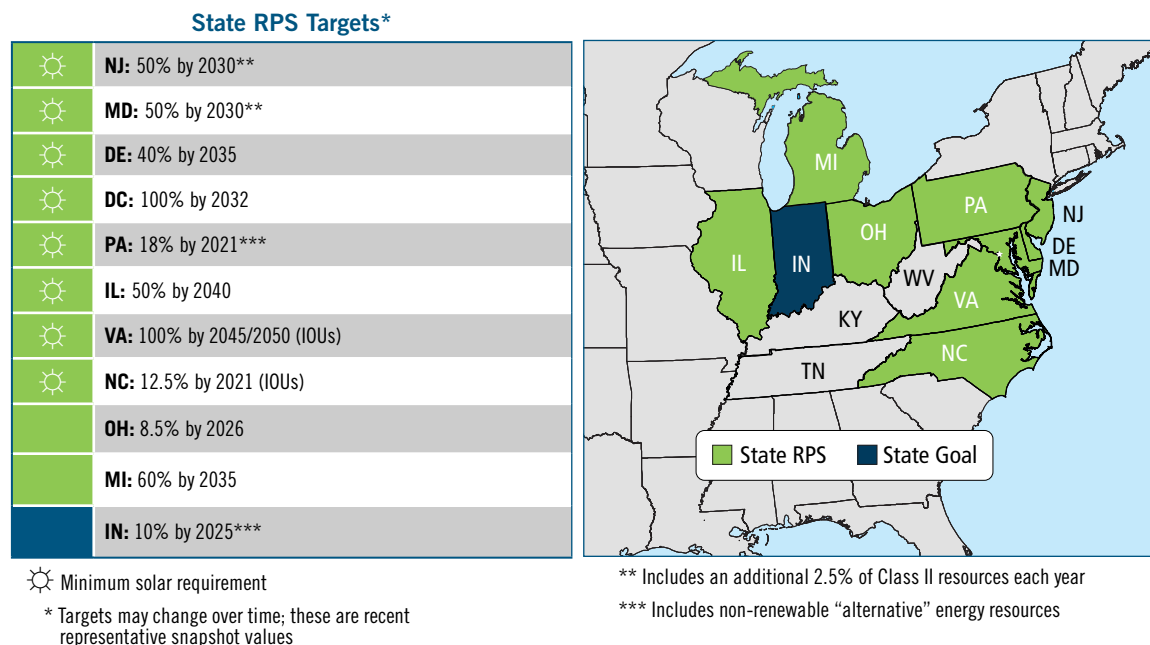 State RPS Targets*
NJ: 50% by 2030**
MD: 50% by 2030**
DE: 40% by 2035
DC: 100% by 2032
PA: 18% by 2021***
IL: 50% by 2040
VA: 100% by 2045/2050 (IOUs)
NC: 12.5% by 2021 (IOUs)
OH: 8.5% by 2026
MI: 60% by 2035
IN: 10% by 2025***
Minimum solar requirement
* Targets may change over time; these are recent
representative snapshot values
MI
PA
NJ
OH
DE
IL
IN
MD
WV
VA
KY
NC
TN
State RPS
State Goal
** Includes an additional 2.5% of Class II resources each year
*** Includes non-renewable “alternative” energy resources